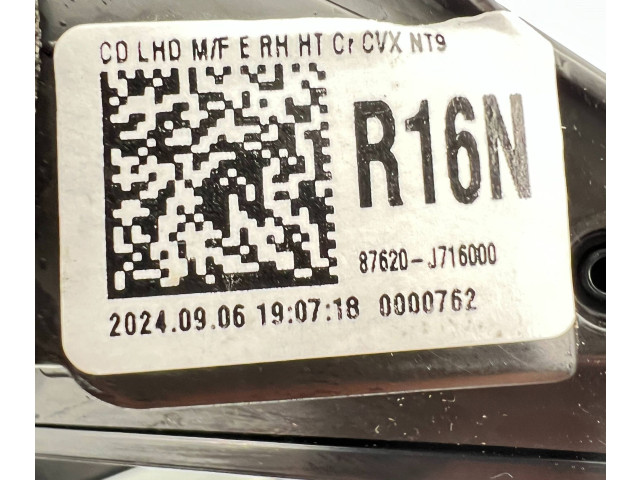 CD LHD M/F E RH HT Cr CVX NT9
R16N
87620-J716000
2024.09.06 19:07:18 0000762